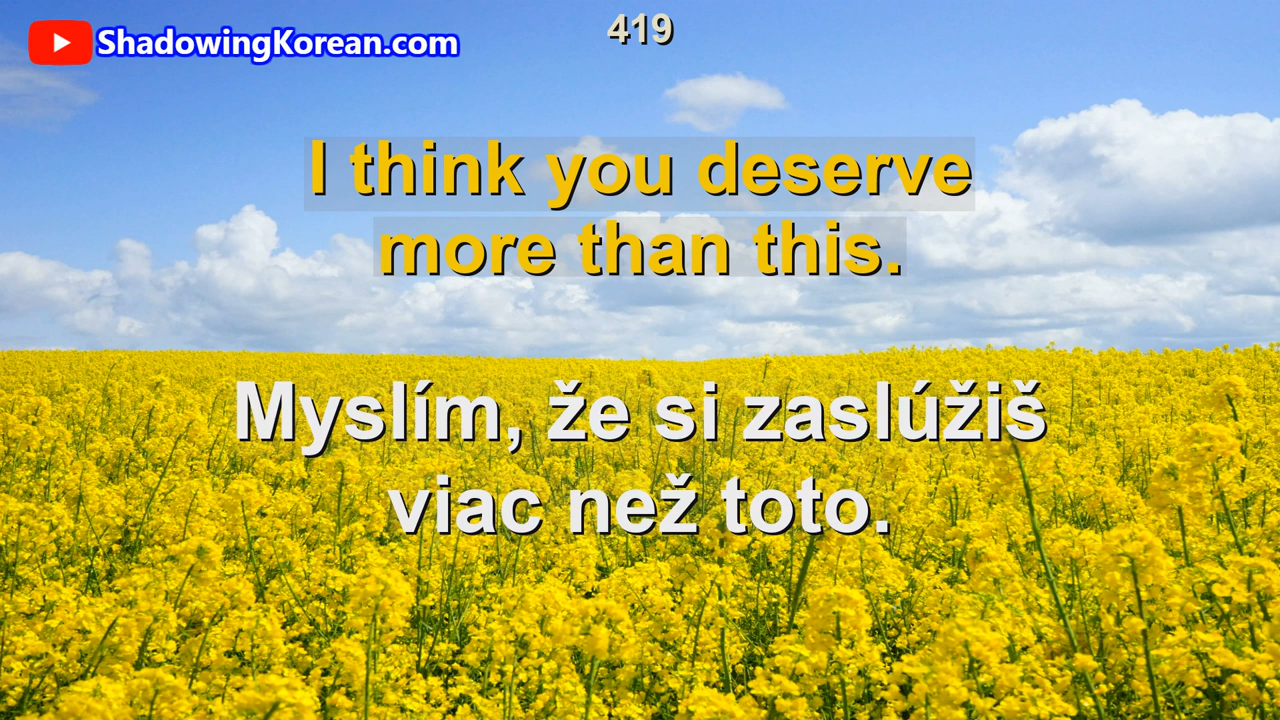 ShadowingKorean.com
419
I think you deserve
more than this.
Myslím, že si zaslúžiš
viac než toto.